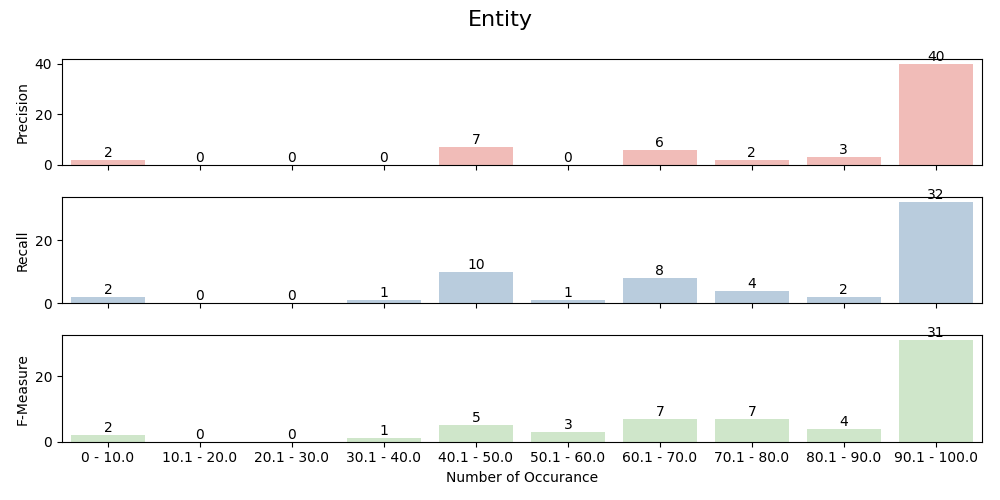 Entity
Precision
40
20
0
2 0 0 0 7 0 6 2 3 40
Recall
20
0
2 0 0 1 10 1 8 4 2 32
F-Measure
20
0
2 0 0 1 5 3 7 7 4 31
0 - 10.0 10.1 - 20.0 20.1 - 30.0 30.1 - 40.0 40.1 - 50.0 50.1 - 60.0 60.1 - 70.0 70.1 - 80.0 80.1 - 90.0 90.1 - 100.0
Number of Occurance